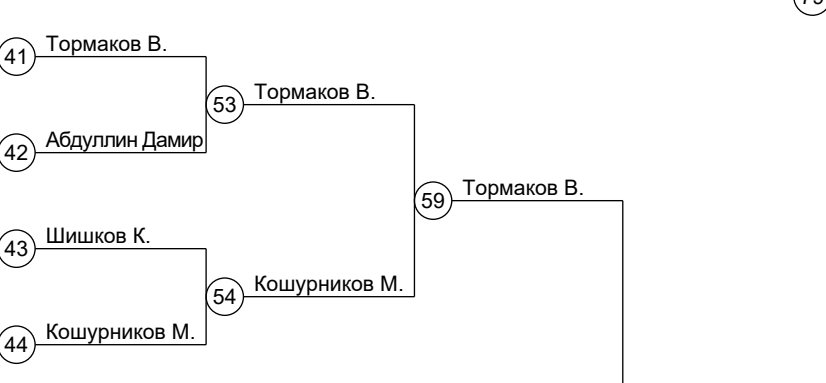 41 Тормаков В.
53 Тормаков В.
42 Абдуллин Дамир
59 Тормаков В.
43 Шишков К.
54 Кошурников М.
44 Кошурников М.